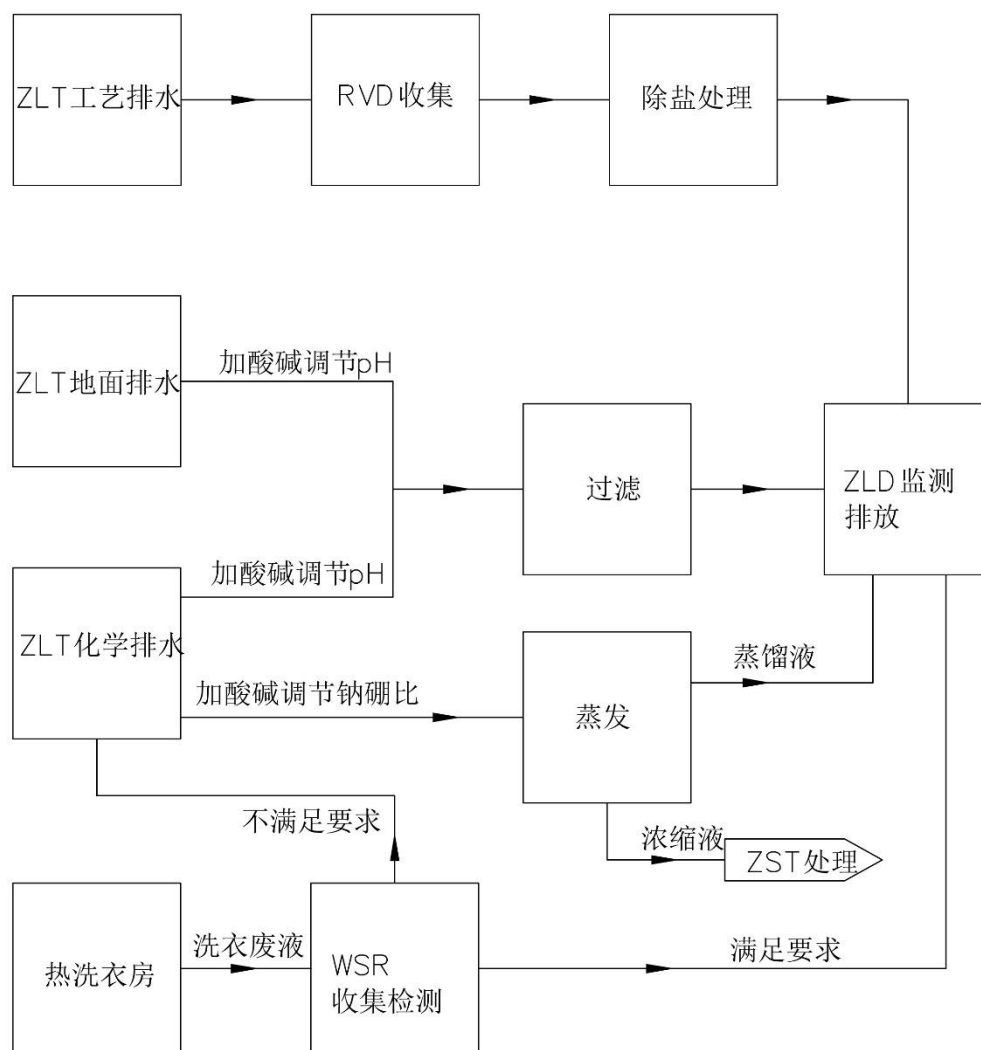 ZLT工艺排水
RVD收集
除盐处理
加酸碱调节pH
ZLT地面排水
过滤
ZLD监测
排放
加酸碱调节pH
ZLT化学排水
蒸馏液
加酸碱调节钠硼比
蒸发
不满足要求
浓缩液
ZST处理
洗衣废液
满足要求
热洗衣房
WSR
收集检测